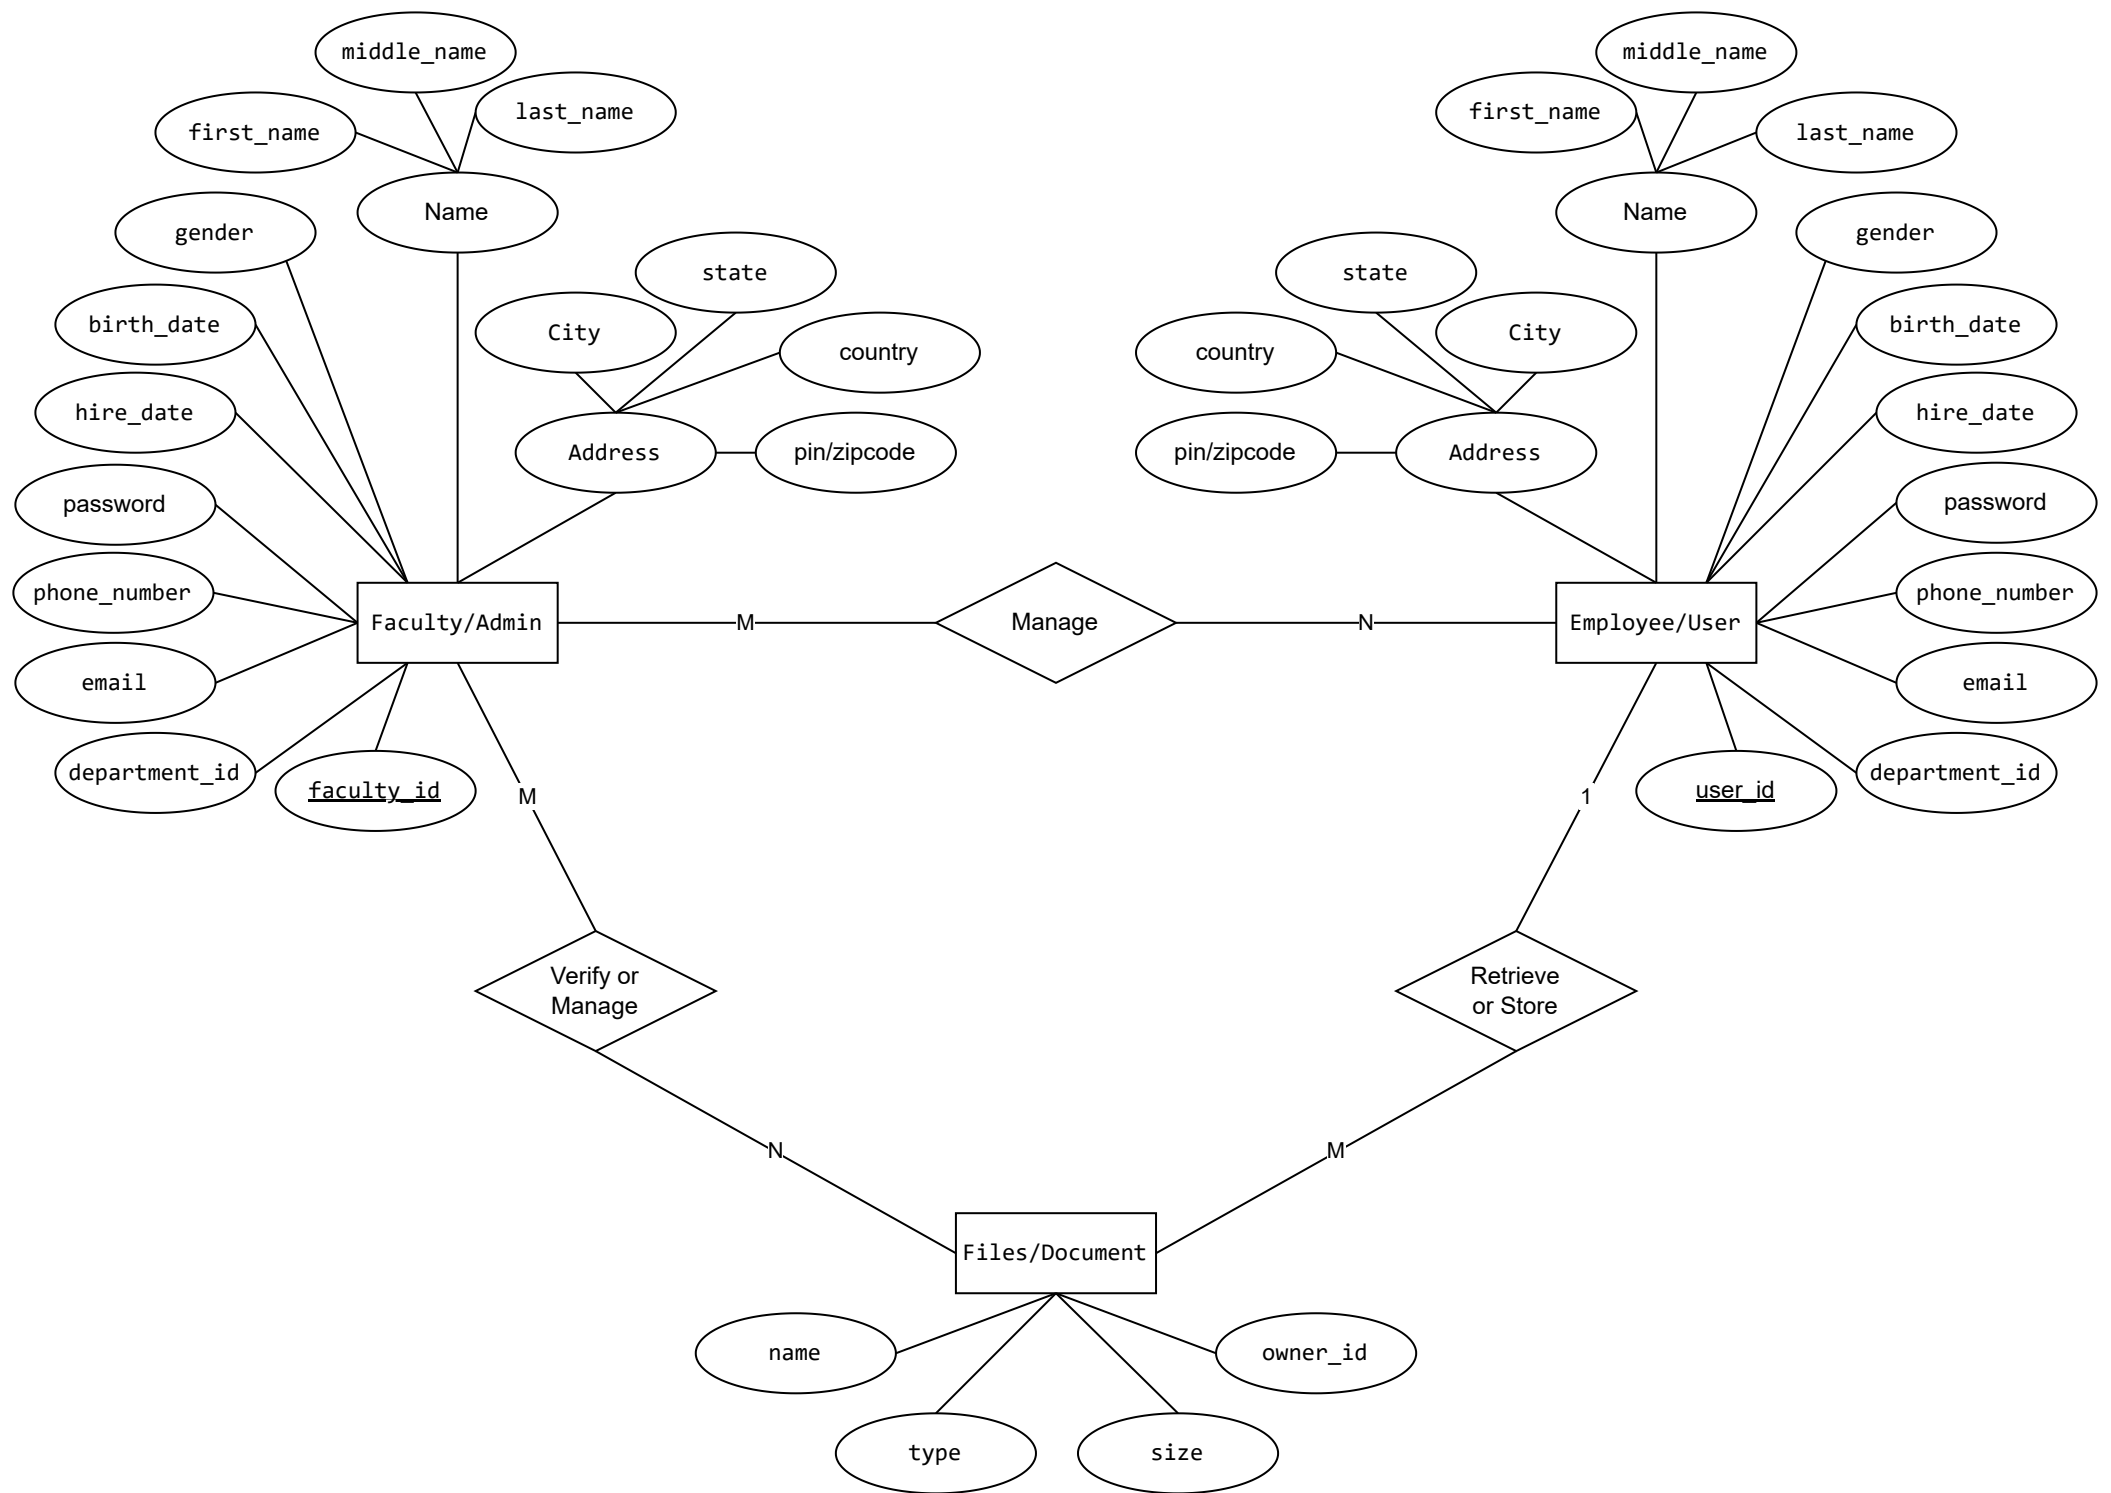 middle_name
last_name
first_name
Name
gender
state
City
birth_date
country
hire_date
Address
pin/zipcode
password
phone_number
Faculty/Admin
email
department_id
faculty_id
M
Manage
N
middle_name
first_name
last_name
Name
gender
state
City
birth_date
country
hire_date
pin/zipcode
Address
password
phone_number
Employee/User
email
department_id
user_id
M
1
Verify or
Manage
Retrieve
or Store
N
M
Files/Document
name
owner_id
type
size